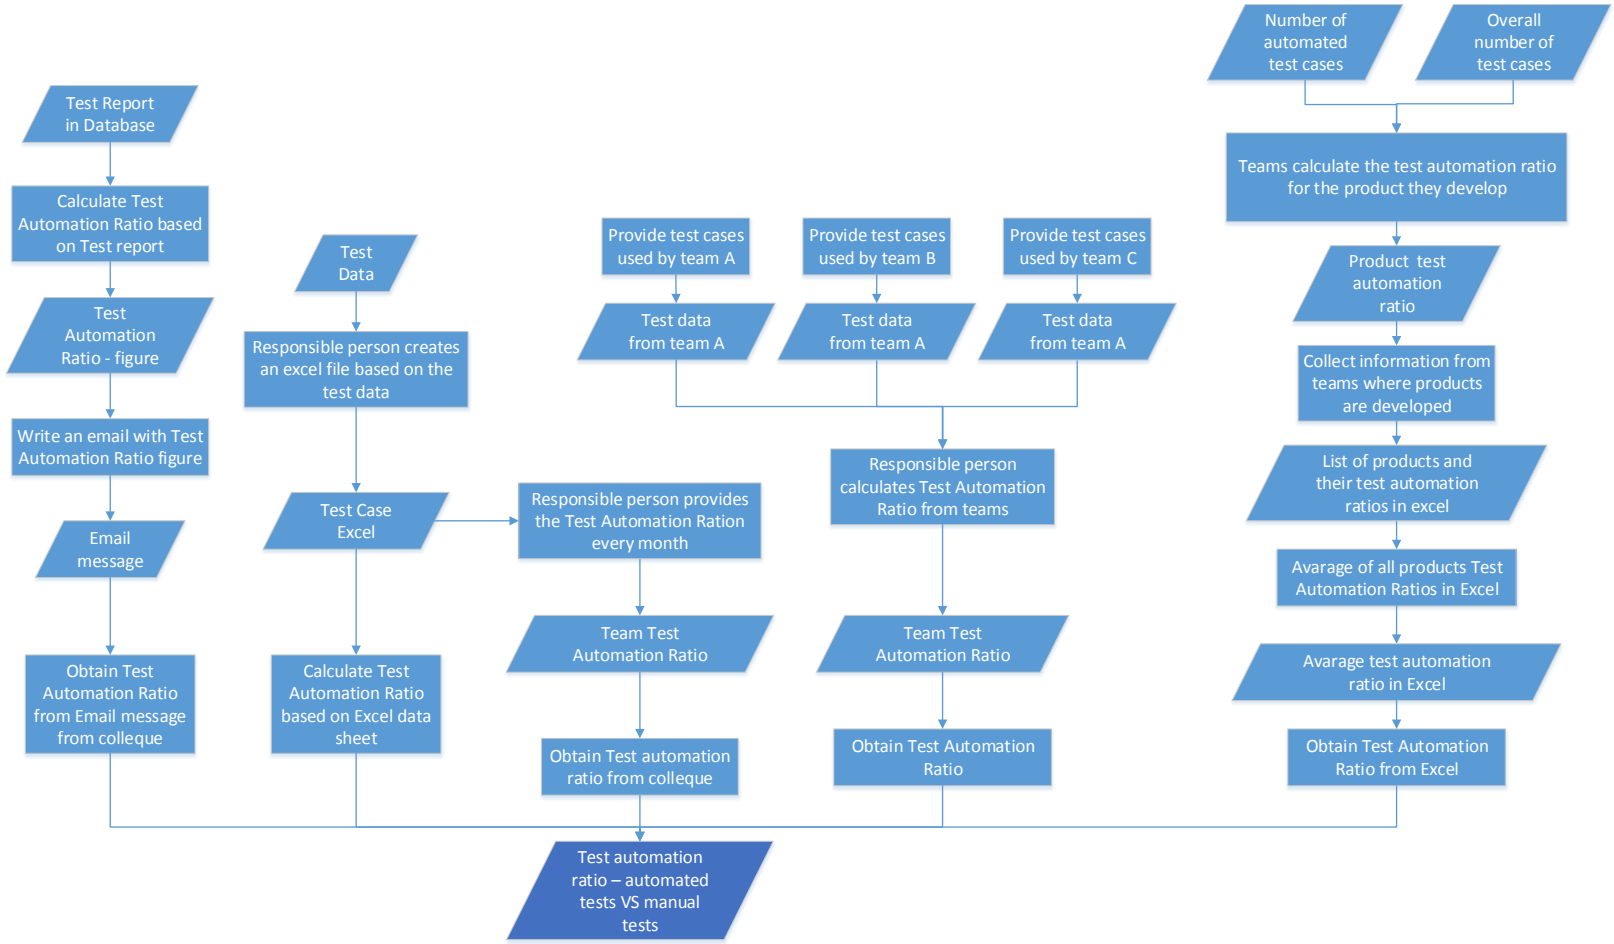 Test Report
in Database
Calculate Test
Automation Ratio based
on Test report
Test
Automation
Ratio - figure
Write an email with Test
Automation Ratio figure
Email
message
Obtain Test
Automation Ratio
from Email message
from colleque
Test
Data
Responsible person creates
an excel file based on the
test data
Test Case
Excel
Calculate Test
Automation Ratio
based on Excel data
sheet
Responsible person provides
the Test Automation Ration
every month
Team Test
Automation Ratio
Obtain Test automation
ratio from colleque
Provide test cases
used by team A
Test data
from team A
Provide test cases
used by team B
Test data
from team A
Provide test cases
used by team C
Test data
from team A
Responsible person
calculates Test Automation
Ratio from teams
Team Test
Automation Ratio
Obtain Test Automation
Ratio
Number of
automated
test cases
Overall
number of
test cases
Teams calculate the test automation ratio
for the product they develop
Product test
automation
ratio
Collect information from
teams where products
are developed
List of products and
their test automation
ratios in excel
Avarage of all products Test
Automation Ratios in Excel
Avarage test automation
ratio in Excel
Obtain Test Automation
Ratio from Excel
Test automation
ratio – automated
tests VS manual
tests